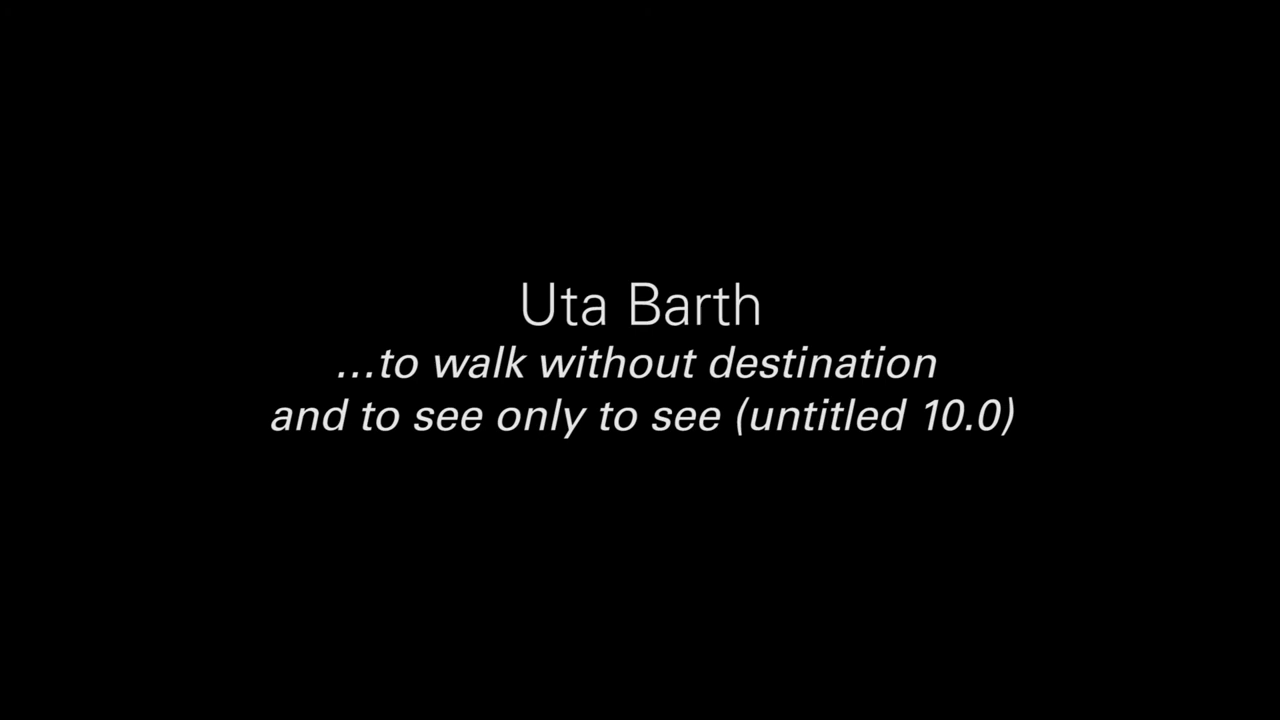 Uta Barth
...to walk without destination
and to see only to see (untitled 10.0)